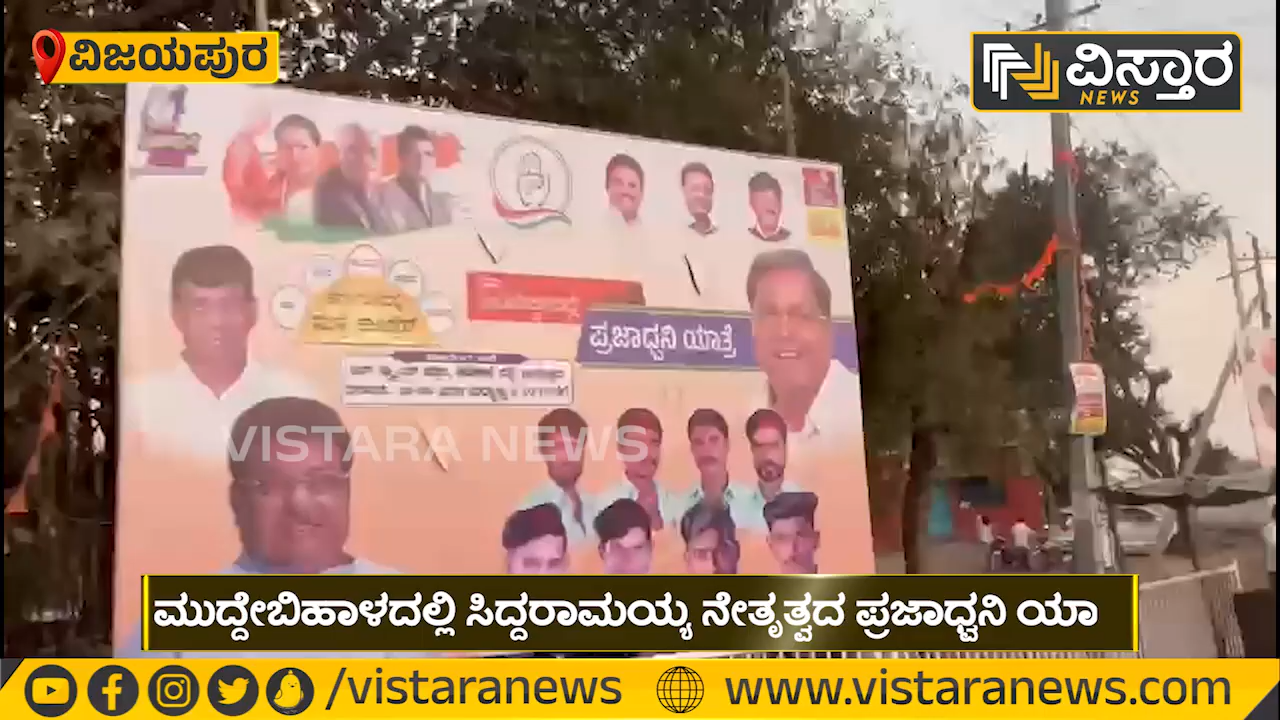 ವಿಜಯಪುರ
ವಿಸ್ತಾರ
NEWS
ಪ್ರಜಾಧ್ವನಿ ಯಾತ್ರೆ
VISTARA NEWS
ಮುದ್ದೇಬಿಹಾಳದಲ್ಲಿ ಸಿದ್ದರಾಮಯ್ಯ ನೇತೃತ್ವದ ಪ್ರಜಾಧ್ವನಿ ಯಾ
/vistaranews www.vistaranews.com